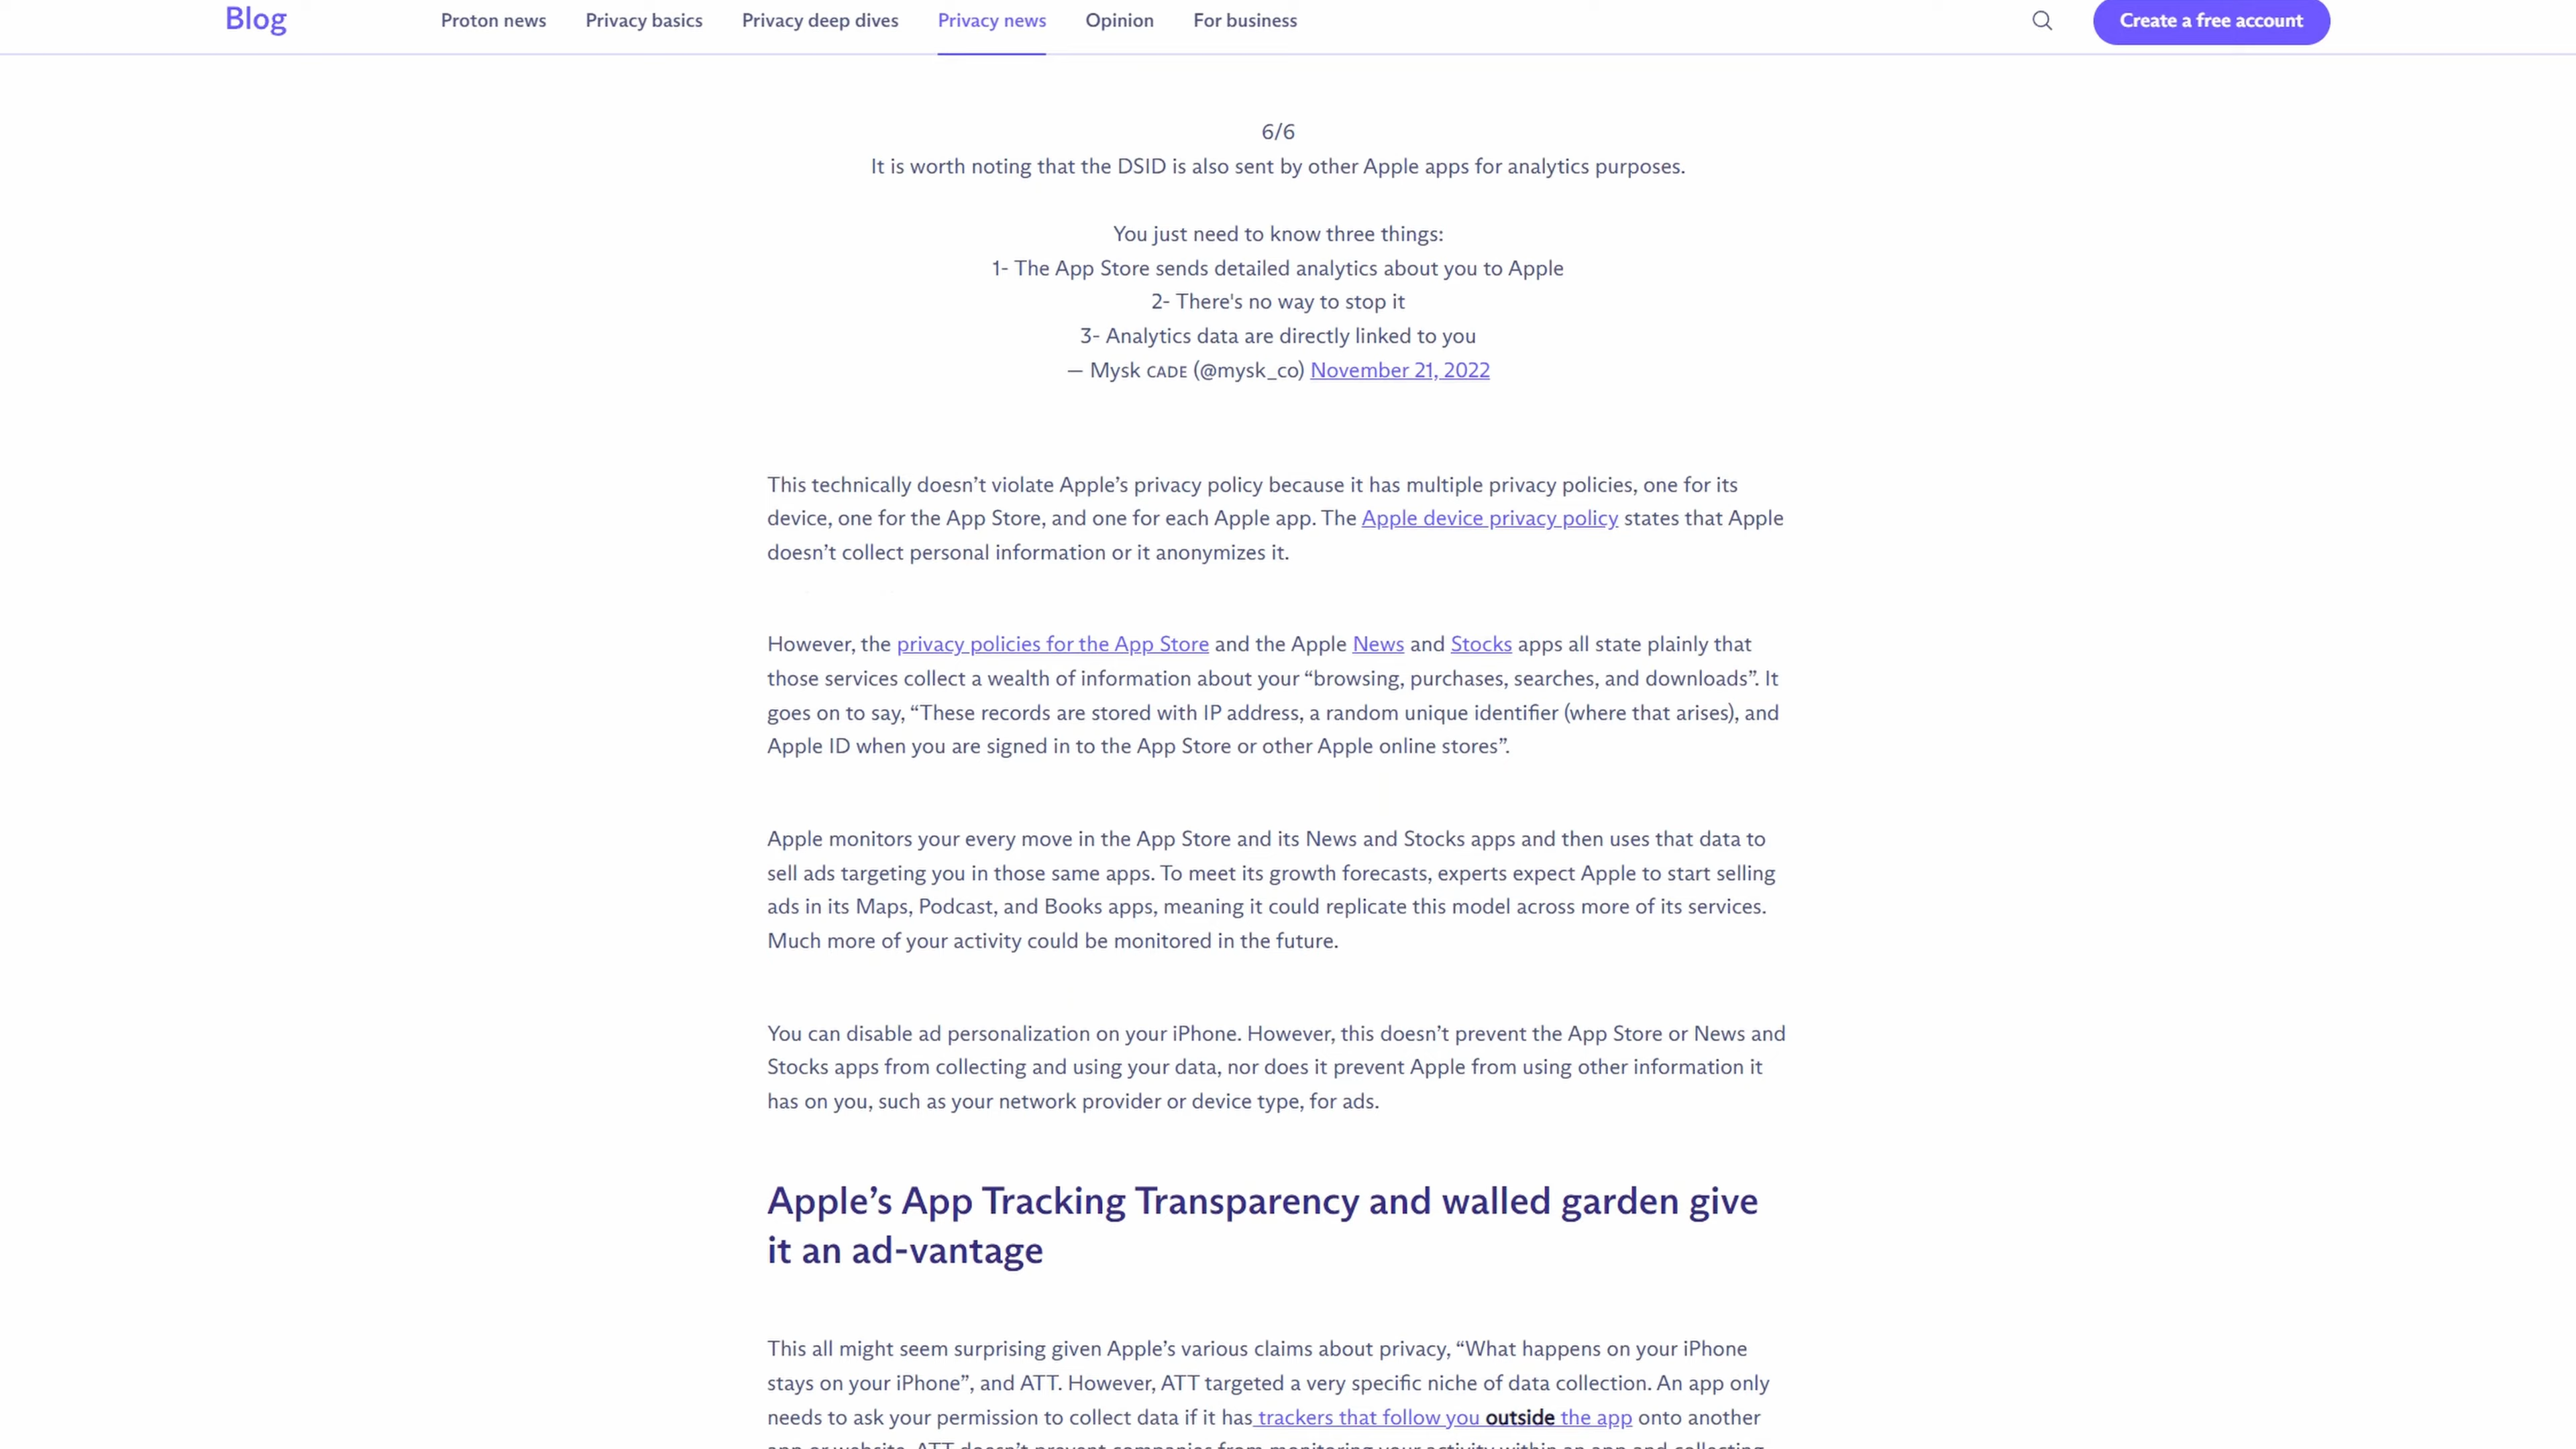 Blog
Proton news
Privacy basics
Privacy deep dives
Privacy news
Opinion
For business
Create a free account
6/6
It is worth noting that the DSID is also sent by other Apple apps for analytics purposes.
You just need to know three things:
1- The App Store sends detailed analytics about you to Apple
2- There's no way to stop it
3- Analytics data are directly linked to you
— Mysk ᴄᴀᴅᴇ (@mysk_co) November 21, 2022
This technically doesn’t violate Apple’s privacy policy because it has multiple privacy policies, one for its
device, one for the App Store, and one for each Apple app. The Apple device privacy policy states that Apple
doesn’t collect personal information or it anonymizes it.
However, the privacy policies for the App Store and the Apple News and Stocks apps all state plainly that
those services collect a wealth of information about your “browsing, purchases, searches, and downloads”. It
goes on to say, “These records are stored with IP address, a random unique identifier (where that arises), and
Apple ID when you are signed in to the App Store or other Apple online stores”.
Apple monitors your every move in the App Store and its News and Stocks apps and then uses that data to
sell ads targeting you in those same apps. To meet its growth forecasts, experts expect Apple to start selling
ads in its Maps, Podcast, and Books apps, meaning it could replicate this model across more of its services.
Much more of your activity could be monitored in the future.
You can disable ad personalization on your iPhone. However, this doesn’t prevent the App Store or News and
Stocks apps from collecting and using your data, nor does it prevent Apple from using other information it
has on you, such as your network provider or device type, for ads.
Apple’s App Tracking Transparency and walled garden give
it an ad-vantage
This all might seem surprising given Apple’s various claims about privacy, “What happens on your iPhone
stays on your iPhone”, and ATT. However, ATT targeted a very specific niche of data collection. An app only
needs to ask your permission to collect data if it has trackers that follow you outside the app onto another
app or website. ATT doesn’t prevent companies from monitoring your activity within an app and collecting